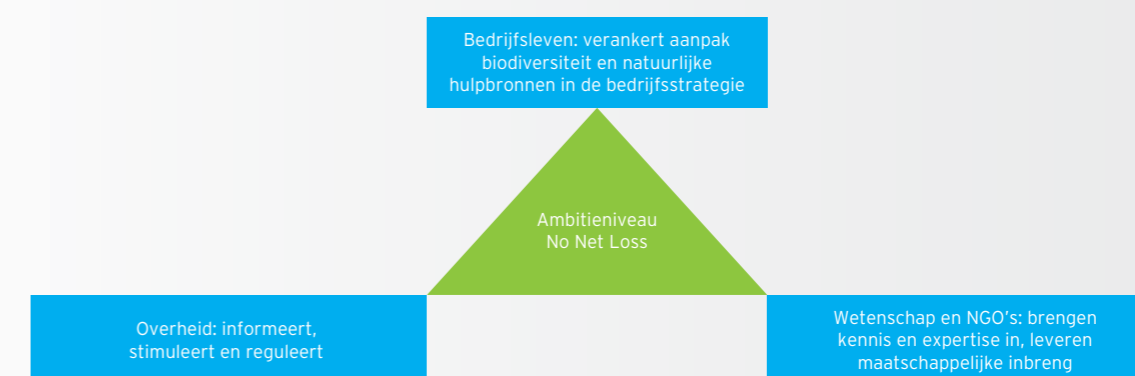 Bedrijfsleven: verankert aanpak
biodiversiteit en natuurlijke
hulpbronnen in de bedrijfsstrategie
Ambitieniveau
No Net Loss
Overheid: informeert,
stimuleert en reguleert
Wetenschap en NGO's: brengen
kennis en expertise in, leveren
maatschappelijke inbreng